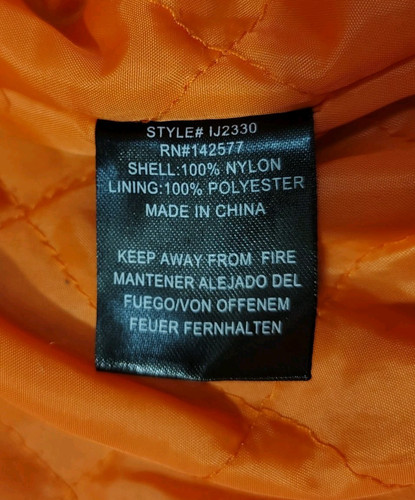 STYLE# IJ2330
RN#142577
SHELL:100% NYLON
LINING:100% POLYESTER
MADE IN CHINA
KEEP AWAY FROM FIRE
MANTENER ALEJADO DEL
FUEGO/VON OFFENEM
FEUER FERNHALTEN